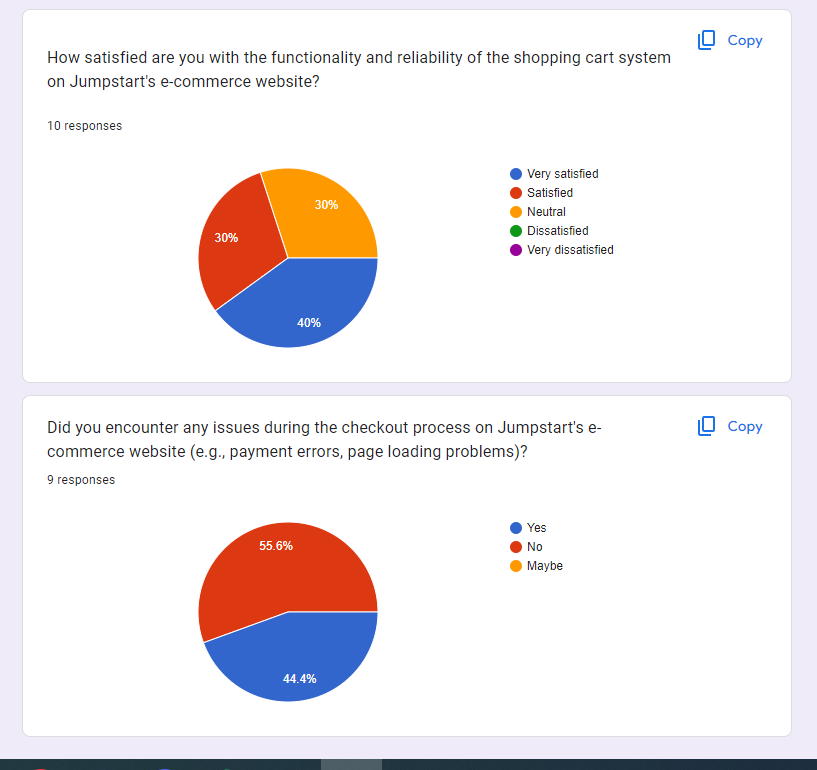 Copy
How satisfied are you with the functionality and reliability of the shopping cart system
on Jumpstart's e-commerce website?
10 responses
Very satisfied
Satisfied
Neutral
Dissatisfied
Very dissatisfied
30%
30%
40%
Copy
Did you encounter any issues during the checkout process on Jumpstart's e-
commerce website (e.g., payment errors, page loading problems)?
9 responses
Yes
No
Maybe
55.6%
44.4%